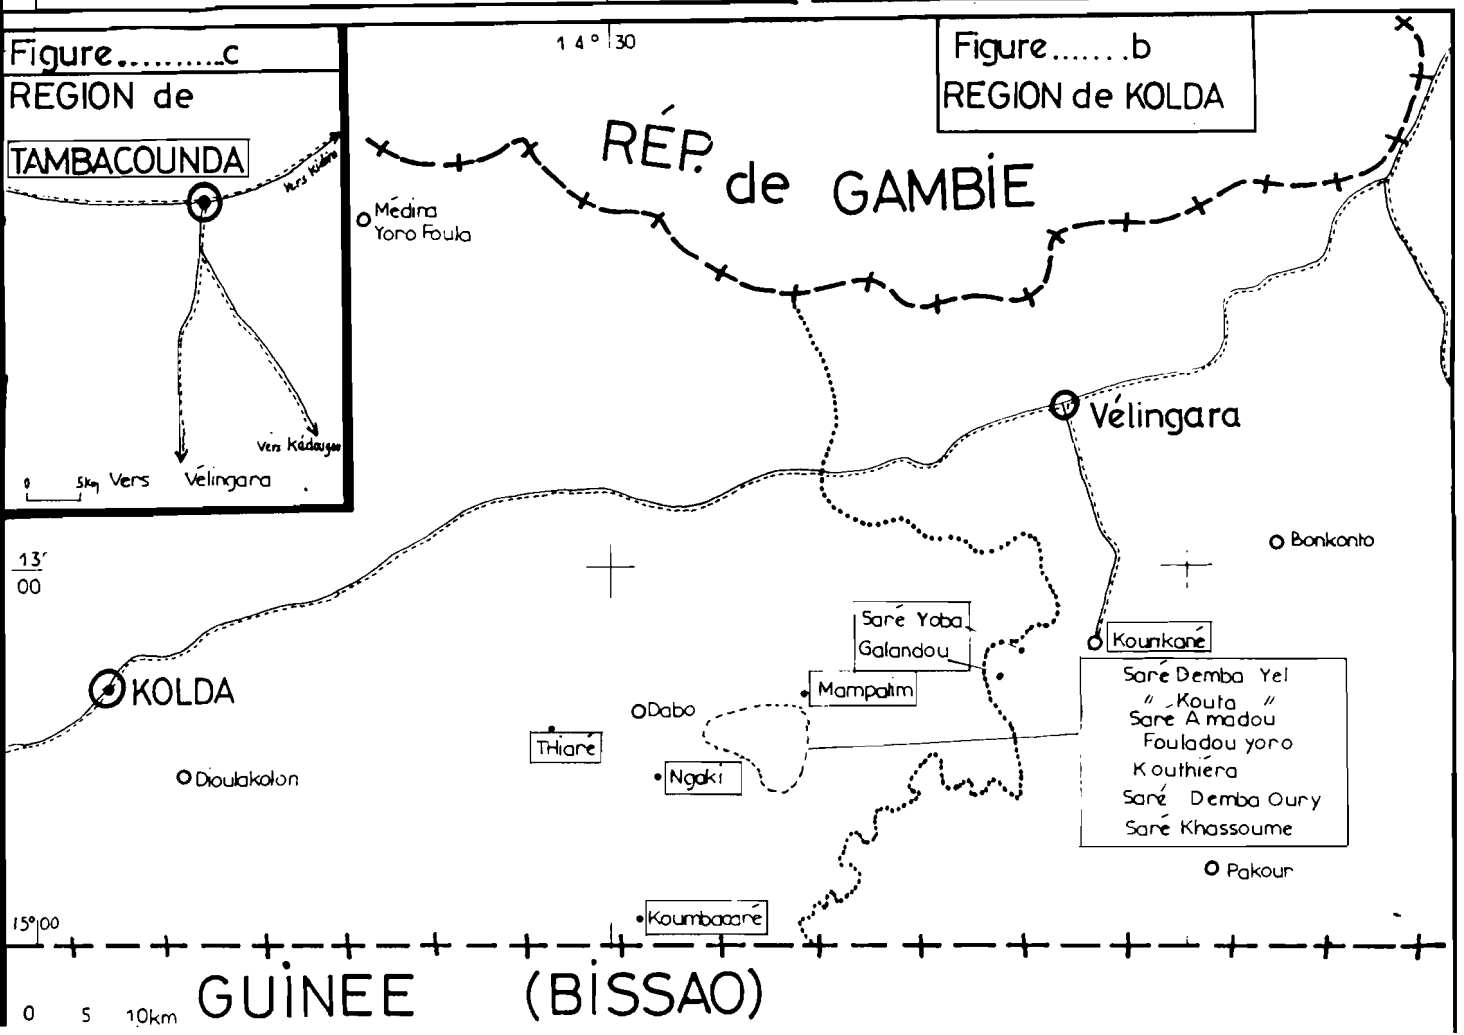 Figure..........c
REGION de
TAMBACOUNDA
Vers Kidira
Vers Kédougou
0 5km Vers Vélingara
14° 30
Figure.......b
REGION de KOLDA
RÉP. de GAMBIE
Médina
Yoro Foula
Vélingara
13°
00
Bonkonto
Saré Yoba
Galandou
Kounkané
Mampatim
KOLDA
Dabo
Thiaré
Ngaki
Dioulakolon
Saré Demba Yel
" Kouta "
Saré Amadou
Fouladou yoro
Kouthiéra
Saré Demba Oury
Saré Khassoume
Pakour
Koumbacaré
15°00
GUINEE (BISSAO)
0 5 10km